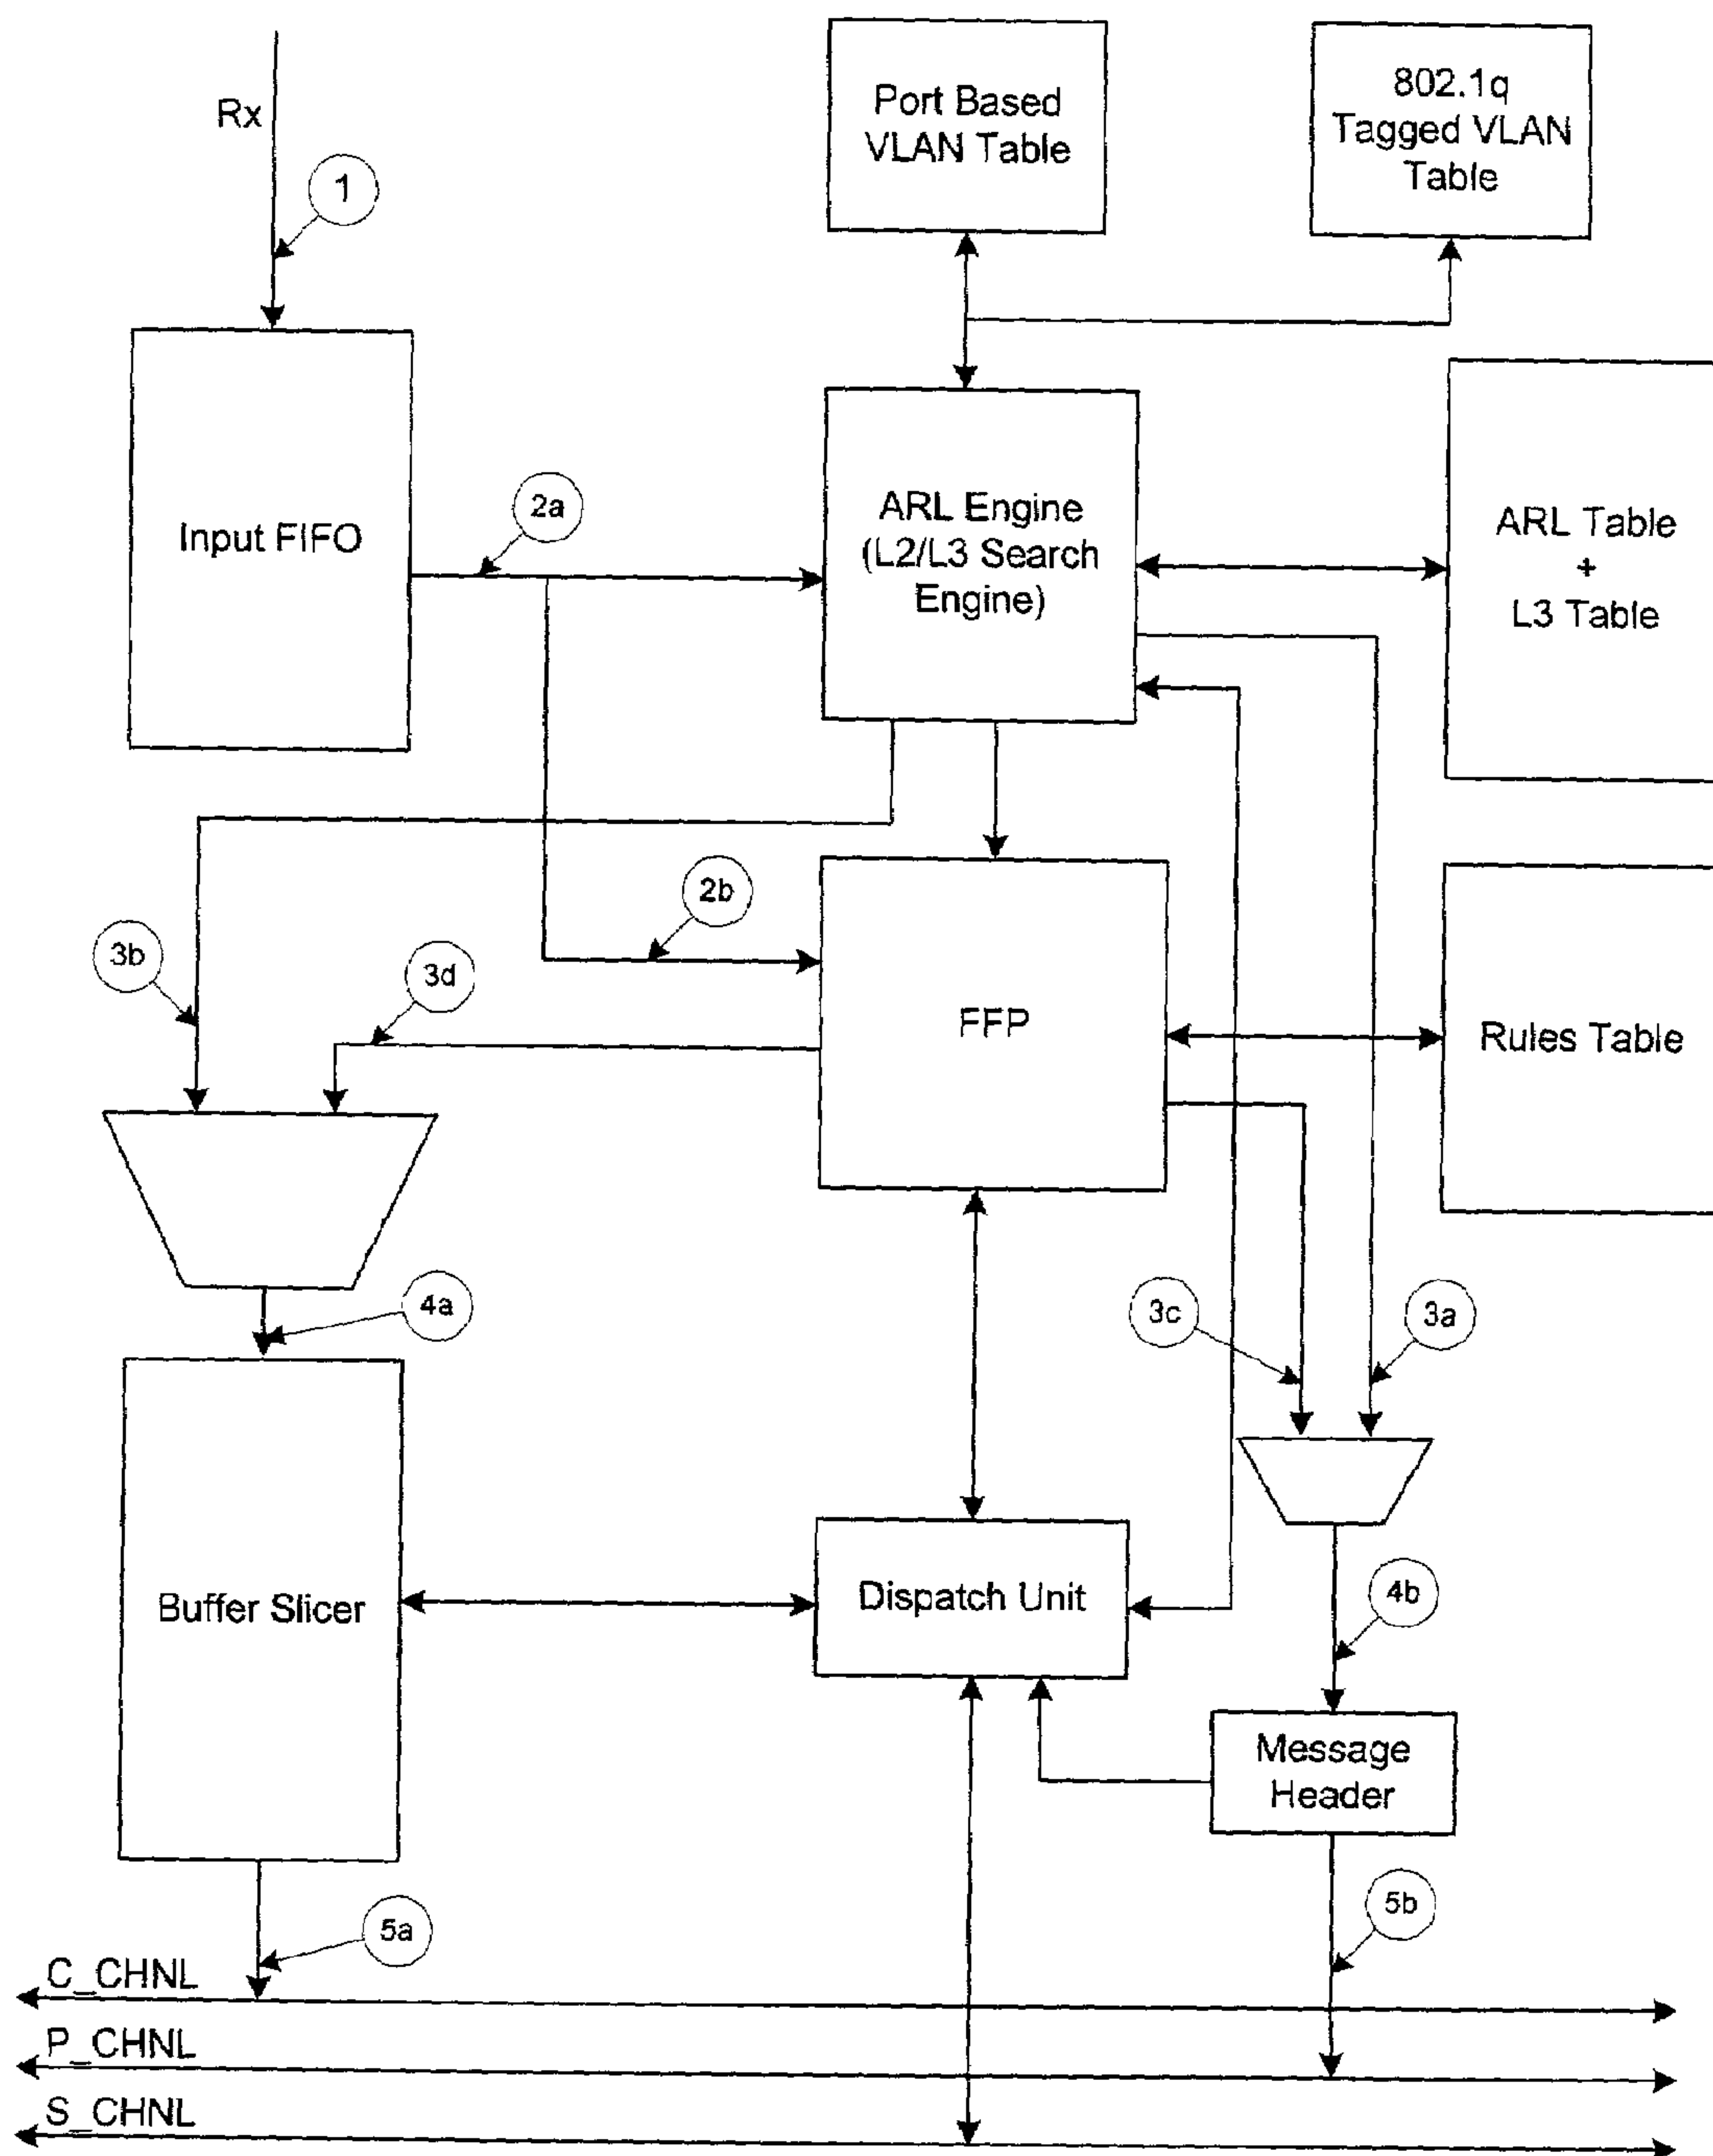 Rx
1
Port Based
VLAN Table
802.1q
Tagged VLAN
Table
Input FIFO
2a
ARL Engine
(L2/L3 Search
Engine)
ARL Table
+
L3 Table
2b
3b
3d
FFP
Rules Table
4a
3c
3a
Buffer Slicer
Dispatch Unit
4b
Message
Header
5a
5b
C_CHNL
P_CHNL
S_CHNL